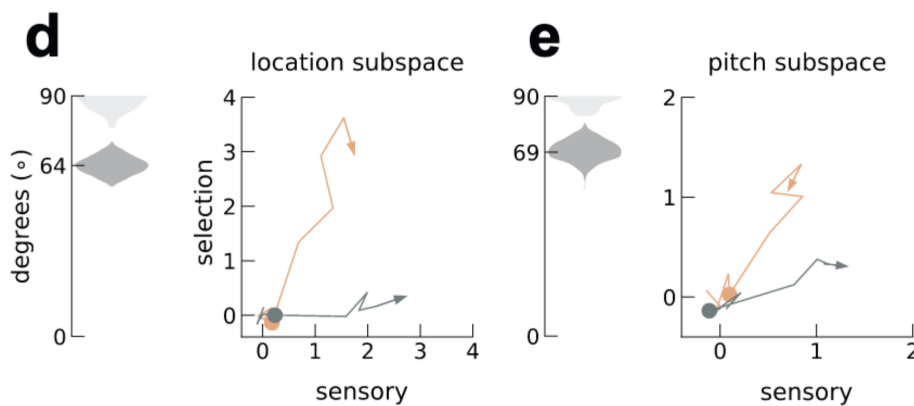 d
e
location subspace
pitch subspace
90
64
0
degrees (∘)
4
3
2
1
0
selection
0 1 2 3 4
sensory
90
69
0
2
1
0
0 1 2
sensory